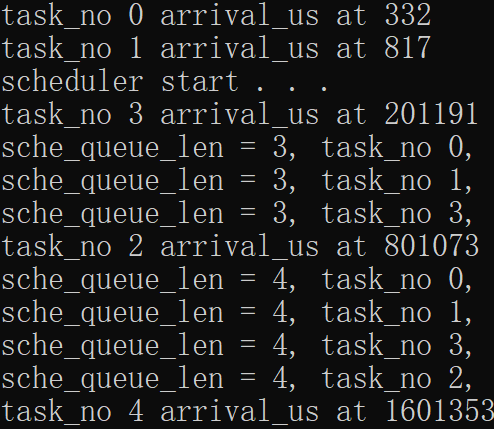 task_no 0 arrival_us at 332
task_no 1 arrival_us at 817
scheduler start . . .
task_no 3 arrival_us at 201191
sche_queue_len = 3, task_no 0,
sche_queue_len = 3, task_no 1,
sche_queue_len = 3, task_no 3,
task_no 2 arrival_us at 801073
sche_queue_len = 4, task_no 0,
sche_queue_len = 4, task_no 1,
sche_queue_len = 4, task_no 3,
sche_queue_len = 4, task_no 2,
task_no 4 arrival_us at 1601353